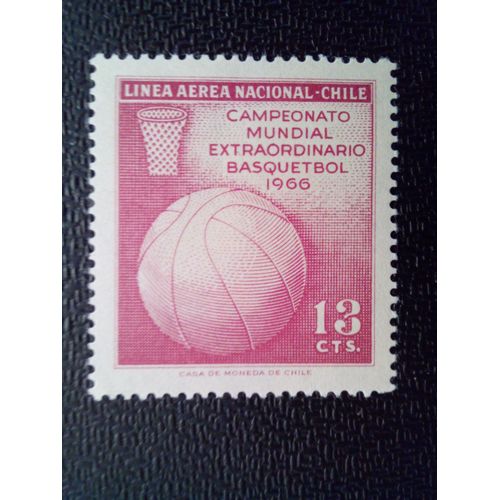 LINEA AEREA NACIONAL-CHILE
CAMPEONATO
MUNDIAL
EXTRAORDINARIO
BASQUETBOL
1966
13
CTS.
CASA DE MONEDA DE CHILE